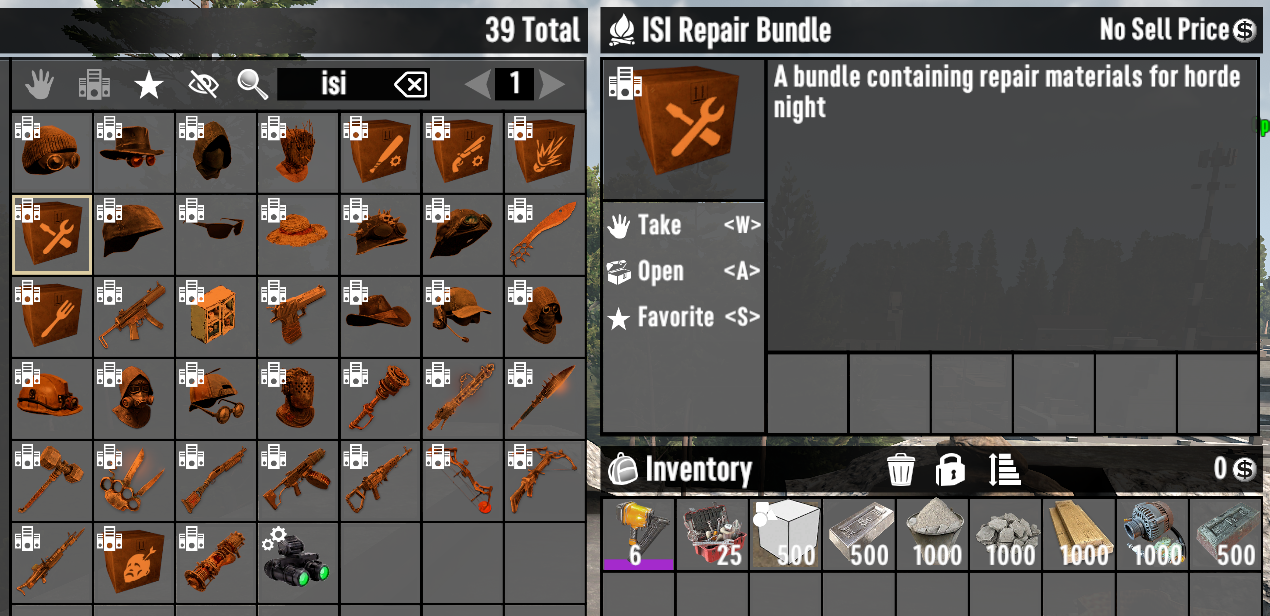 39 Total
isi
1
ISI Repair Bundle
No Sell Price
A bundle containing repair materials for horde
night
Take <W>
Open <A>
Favorite <S>
Inventory
0
6
25
500
500
1000
1000
1000
1000
500